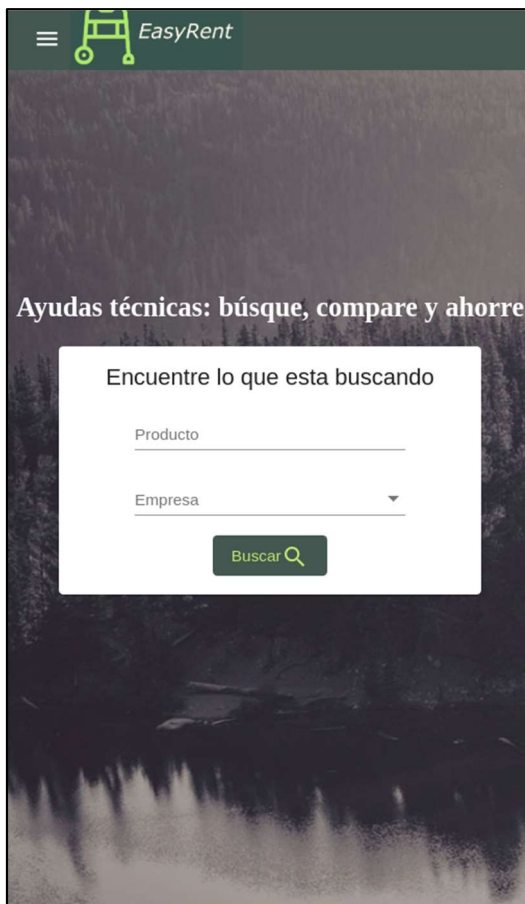 EasyRent
Ayudas técnicas: búsque, compare y ahorre
Encuentre lo que esta buscando
Producto
Empresa
Buscar